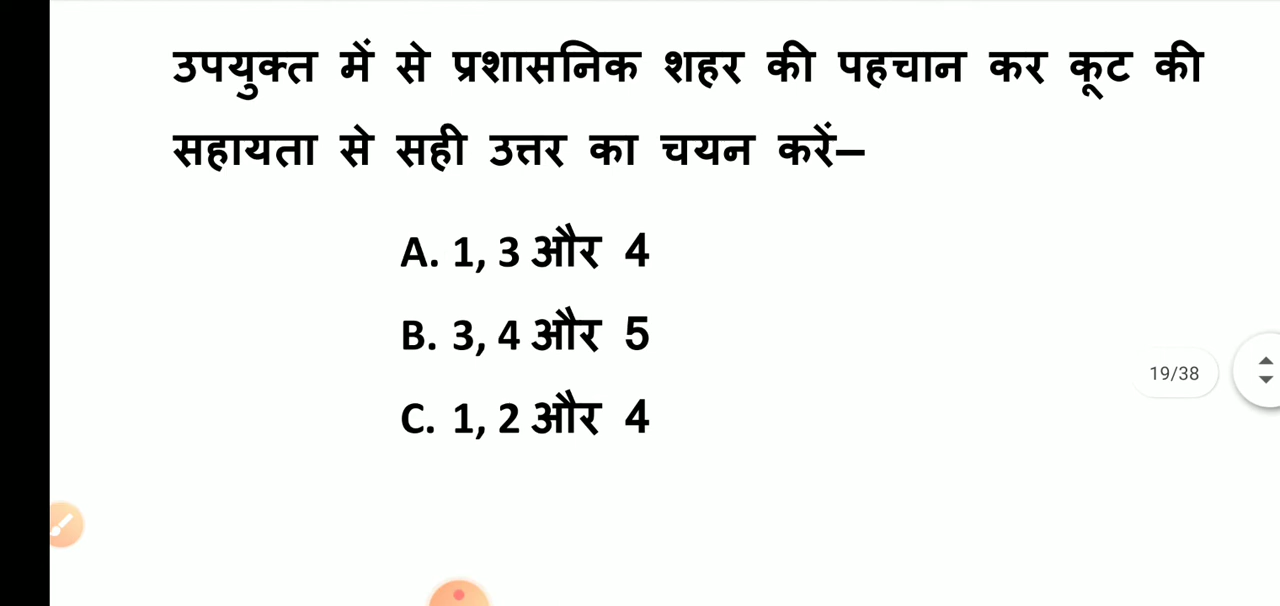 उपयुक्त में से प्रशासनिक शहर की पहचान कर कूट की
सहायता से सही उत्तर का चयन करें–
A. 1, 3 और 4
B. 3, 4 और 5
19/38
C. 1, 2 और 4